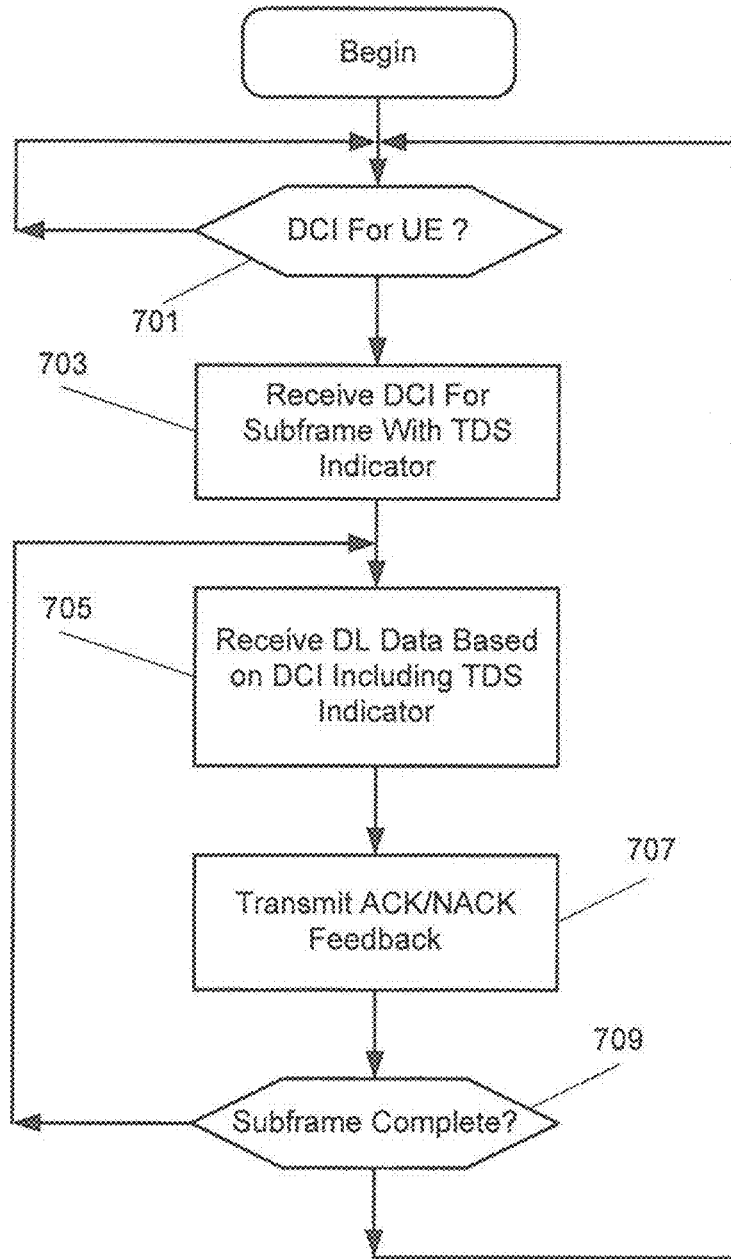 Begin
DCI For UE ?
701
703
Receive DCI For
Subframe With TDS
Indicator
705
Receive DL Data Based
on DCI Including TDS
Indicator
707
Transmit ACK/NACK
Feedback
709
Subframe Complete?